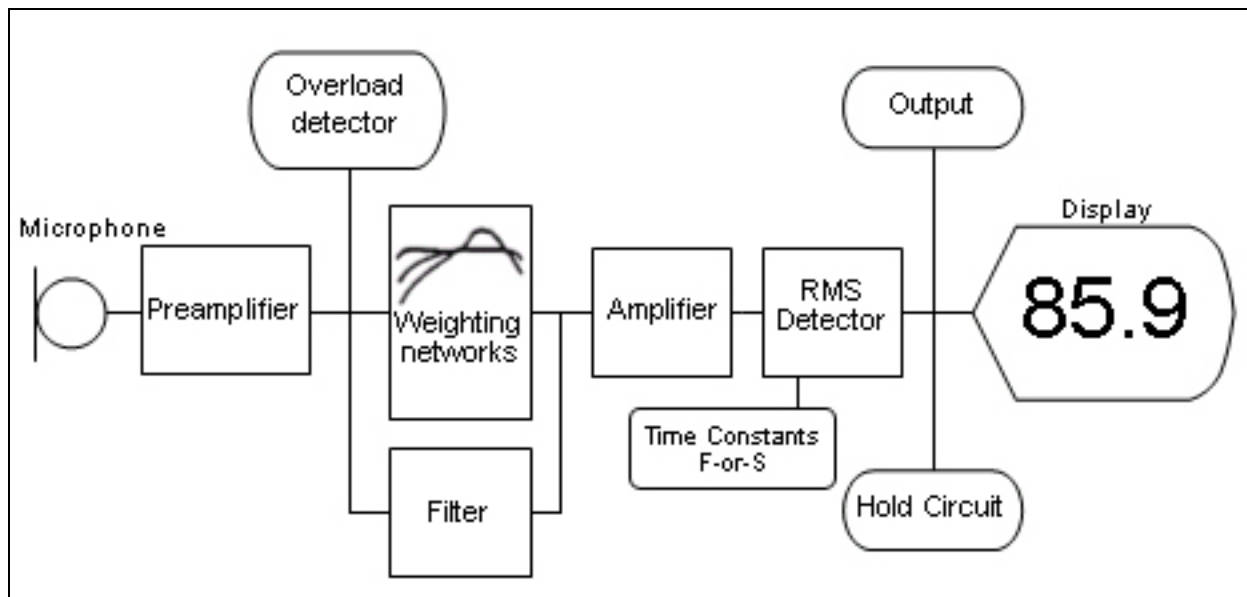 Overload
detector
Output
Microphone
Display
Preamplifier
Weighting
networks
Amplifier
RMS
Detector
85.9
Time Constants
F-or-S
Filter
Hold Circuit